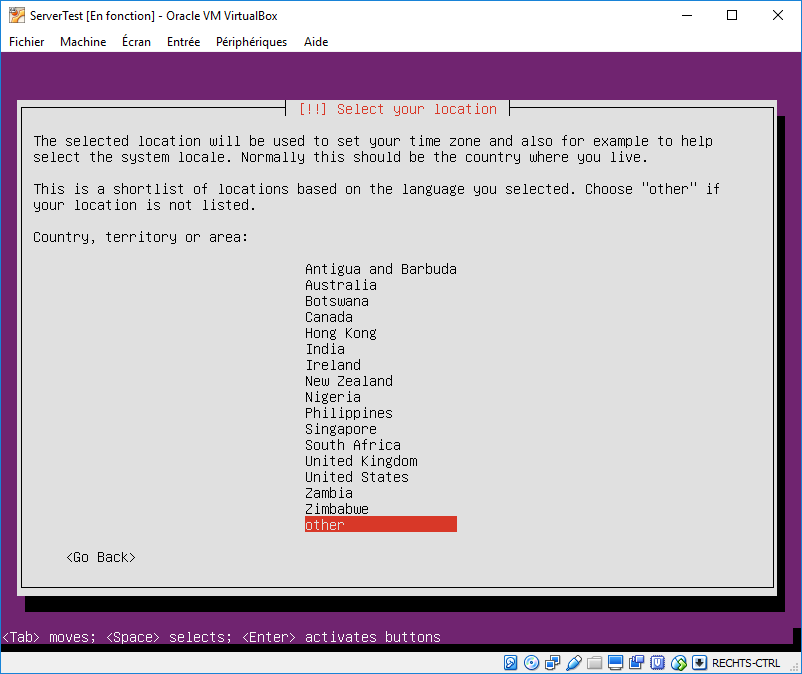 ServerTest [En fonction] - Oracle VM VirtualBox
Fichier Machine Écran Entrée Périphériques Aide
[!!] Select your location
The selected location will be used to set your time zone and also for example to help
select the system locale. Normally this should be the country where you live.
This is a shortlist of locations based on the language you selected. Choose "other" if
your location is not listed.
Country, territory or area:
Antigua and Barbuda
Australia
Botswana
Canada
Hong Kong
India
Ireland
New Zealand
Nigeria
Philippines
Singapore
South Africa
United Kingdom
United States
Zambia
Zimbabwe
other
<Go Back>
<Tab> moves; <Space> selects; <Enter> activates buttons
RECHTS-CTRL